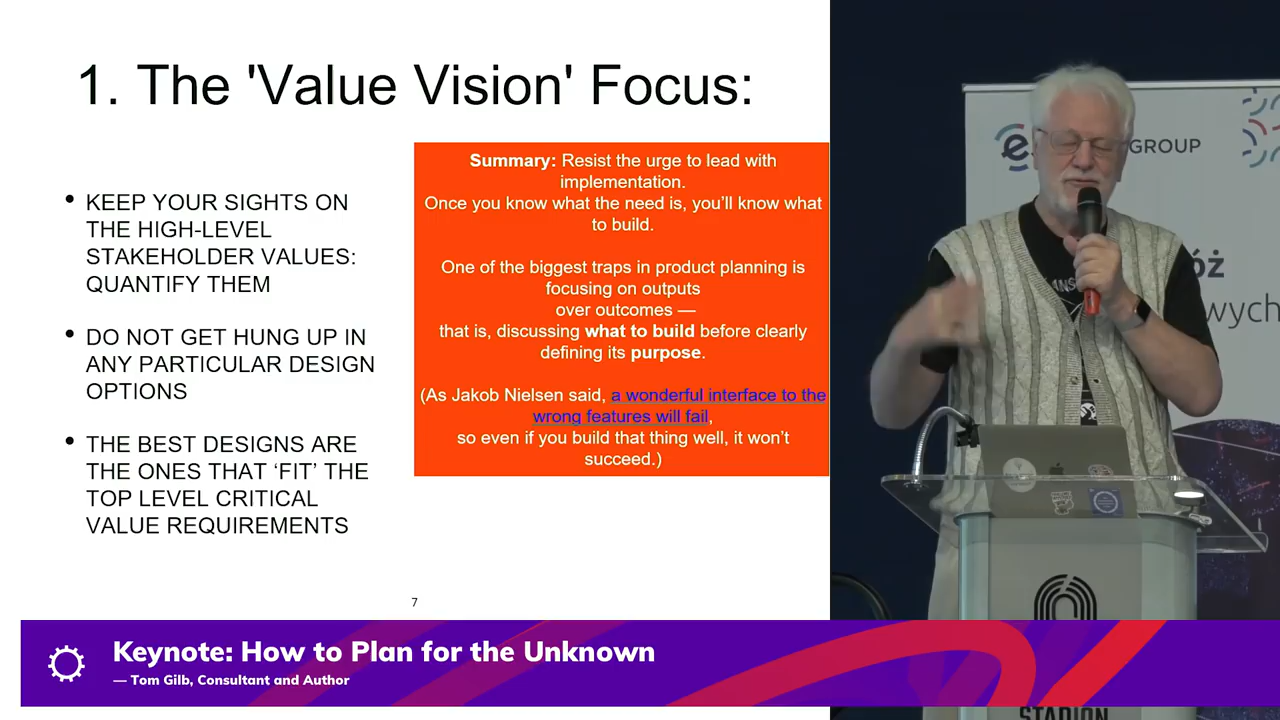 1. The 'Value Vision' Focus:
• KEEP YOUR SIGHTS ON
THE HIGH-LEVEL
STAKEHOLDER VALUES:
QUANTIFY THEM
• DO NOT GET HUNG UP IN
ANY PARTICULAR DESIGN
OPTIONS
• THE BEST DESIGNS ARE
THE ONES THAT ‘FIT’ THE
TOP LEVEL CRITICAL
VALUE REQUIREMENTS
Summary: Resist the urge to lead with
implementation.
Once you know what the need is, you’ll know what
to build.
One of the biggest traps in product planning is
focusing on outputs
over outcomes —
that is, discussing what to build before clearly
defining its purpose.
(As Jakob Nielsen said, a wonderful interface to the
wrong features will fail,
so even if you build that thing well, it won’t
succeed.)
7
GROUP
Keynote: How to Plan for the Unknown
— Tom Gilb, Consultant and Author
STADION